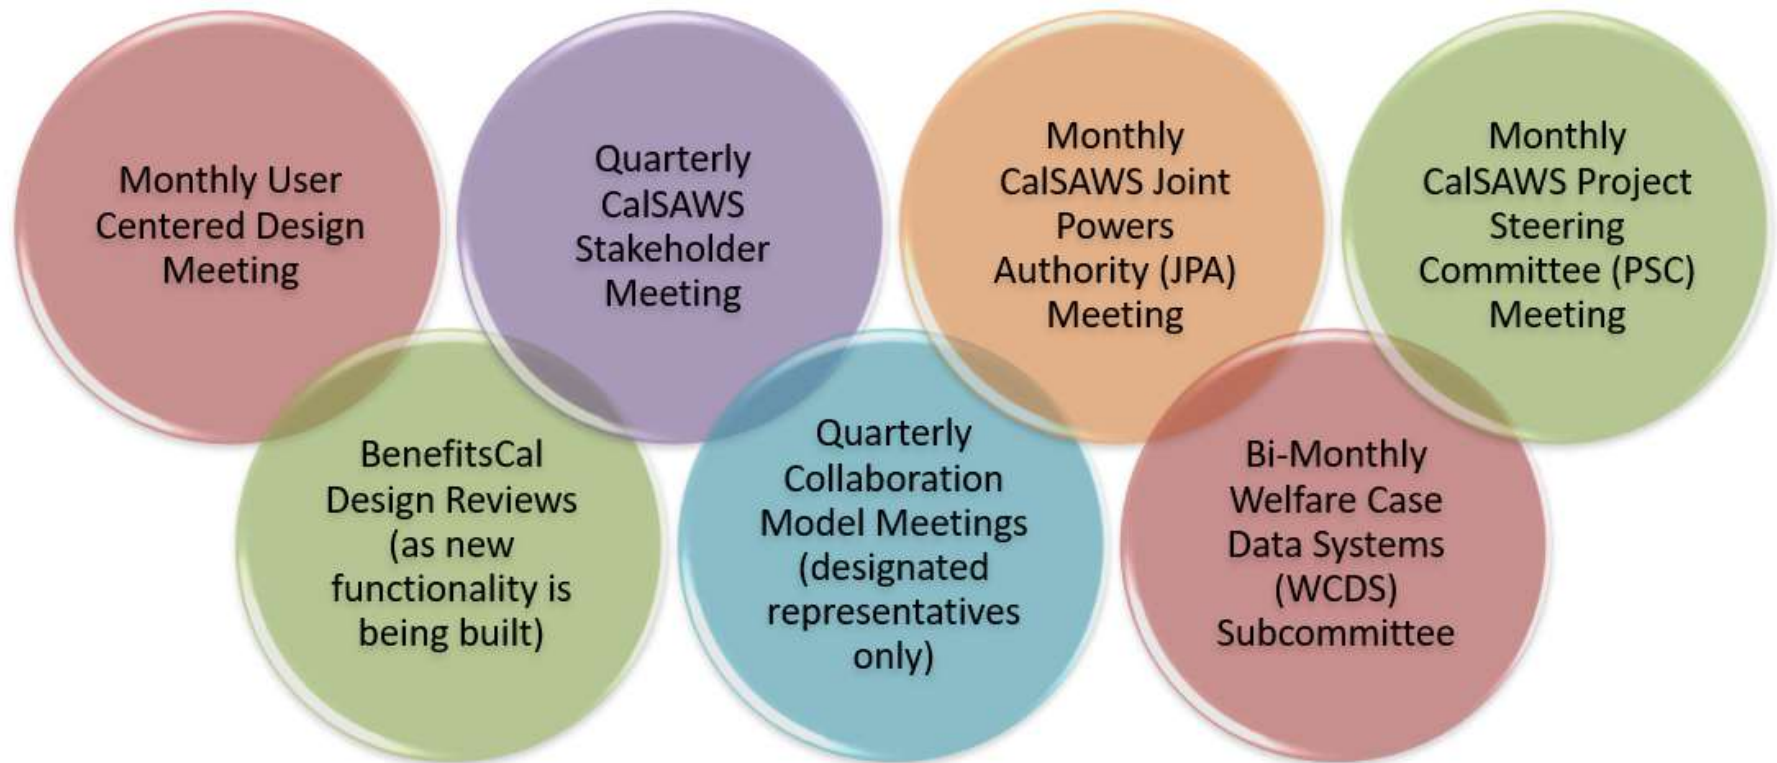 Monthly User
Centered Design
Meeting
Quarterly
CalSAWS
Stakeholder
Meeting
Monthly
CalSAWS Joint
Powers
Authority (JPA)
Meeting
Monthly
CalSAWS Project
Steering
Committee (PSC)
Meeting
BenefitsCal
Design Reviews
(as new
functionality is
being built)
Quarterly
Collaboration
Model Meetings
(designated
representatives
only)
Bi-Monthly
Welfare Case
Data Systems
(WCDS)
Subcommittee